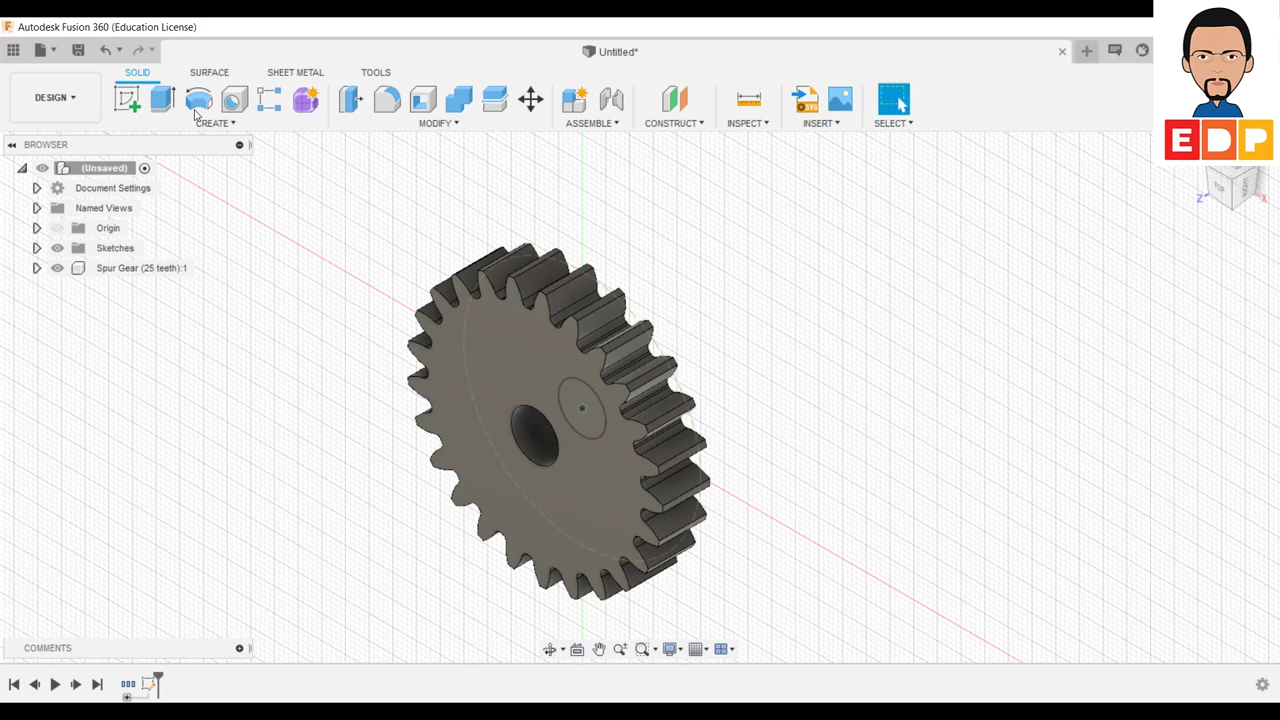 Autodesk Fusion 360 (Education License)
Untitled*
SOLID SURFACE SHEET METAL TOOLS
DESIGN
CREATE MODIFY ASSEMBLE CONSTRUCT INSPECT INSERT SELECT
EDP
BROWSER
(Unsaved)
Document Settings
Named Views
Origin
Sketches
Spur Gear (25 teeth):1
TOP
Z X
COMMENTS